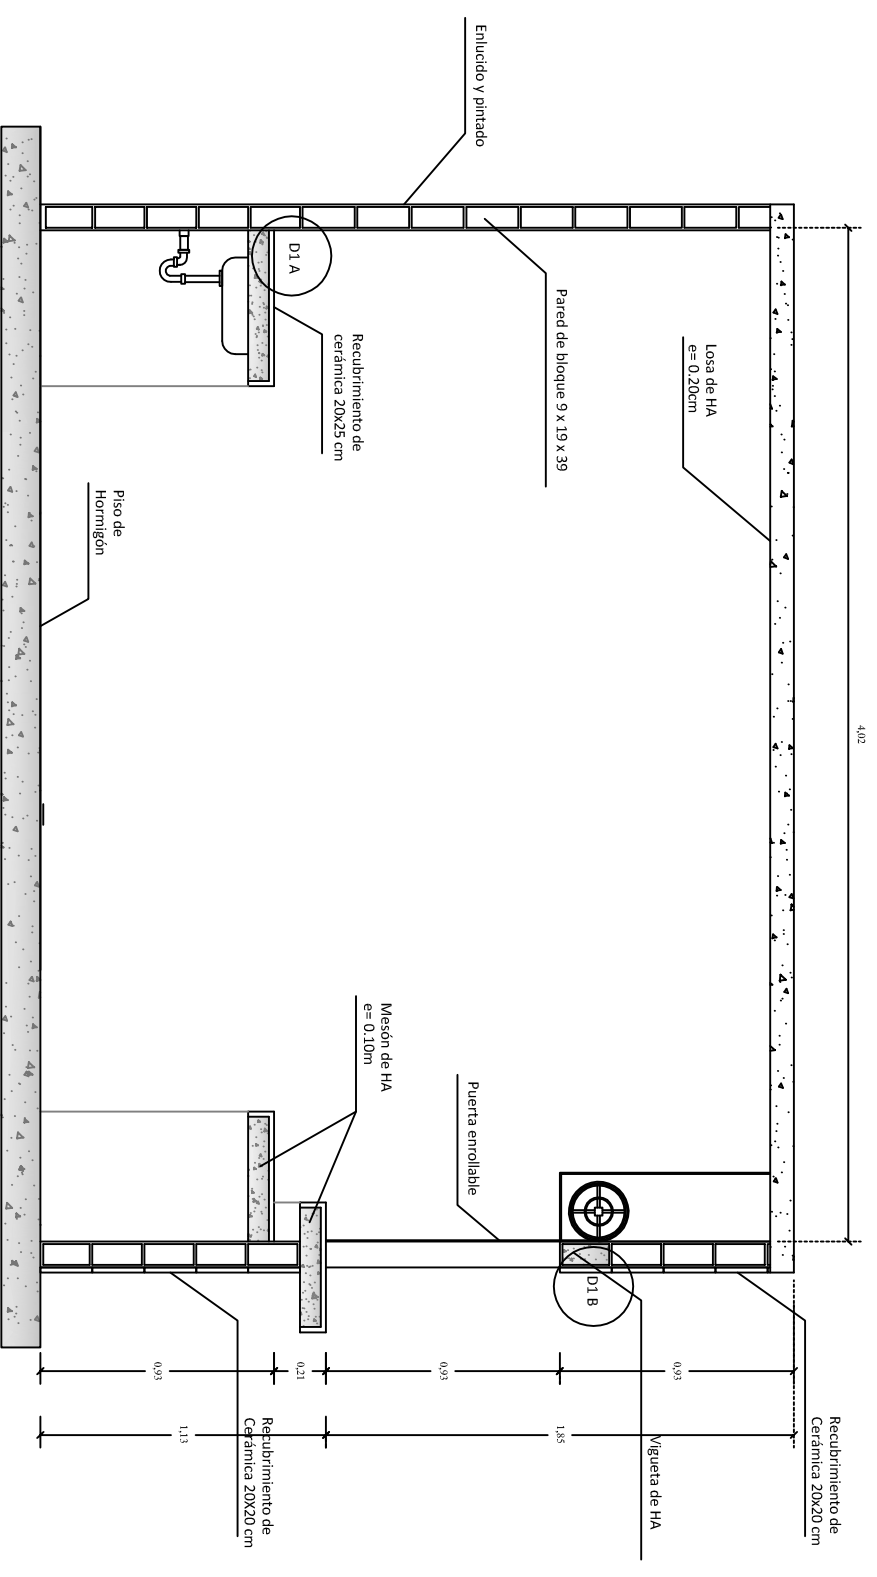 4,02
Losa de HA
e= 0.20cm
Enlucido y pintado
Pared de bloque 9 x 19 x 39
D1 A
Recubrimiento de
cerámica 20x25 cm
Piso de
Hormigón
Mesón de HA
e= 0.10m
Puerta enrollable
D1 B
Recubrimiento de
Cerámica 20x20 cm
Vigueta de HA
0,93
0,93
0,21
0,93
1,85
1,13
Recubrimiento de
Cerámica 20X20 cm